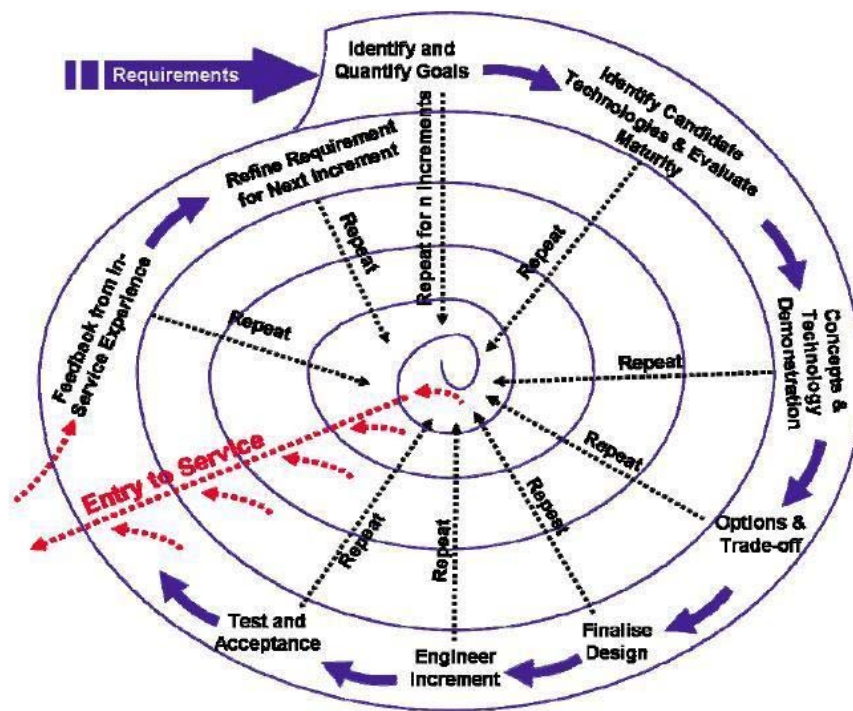 Requirements
Identify and
Quantify Goals
Identify Candidate
Technologies & Evaluate
Maturity
Concepts &
Technology
Demonstration
Options &
Trade-off
Finalise
Design
Engineer
Increment
Test and
Acceptance
Entry to Service
Feedback from In-
Service Experience
Refine Requirement
for Next Increment
Repeat for n Increments
Repeat
Repeat
Repeat
Repeat
Repeat
Repeat
Repeat
Repeat